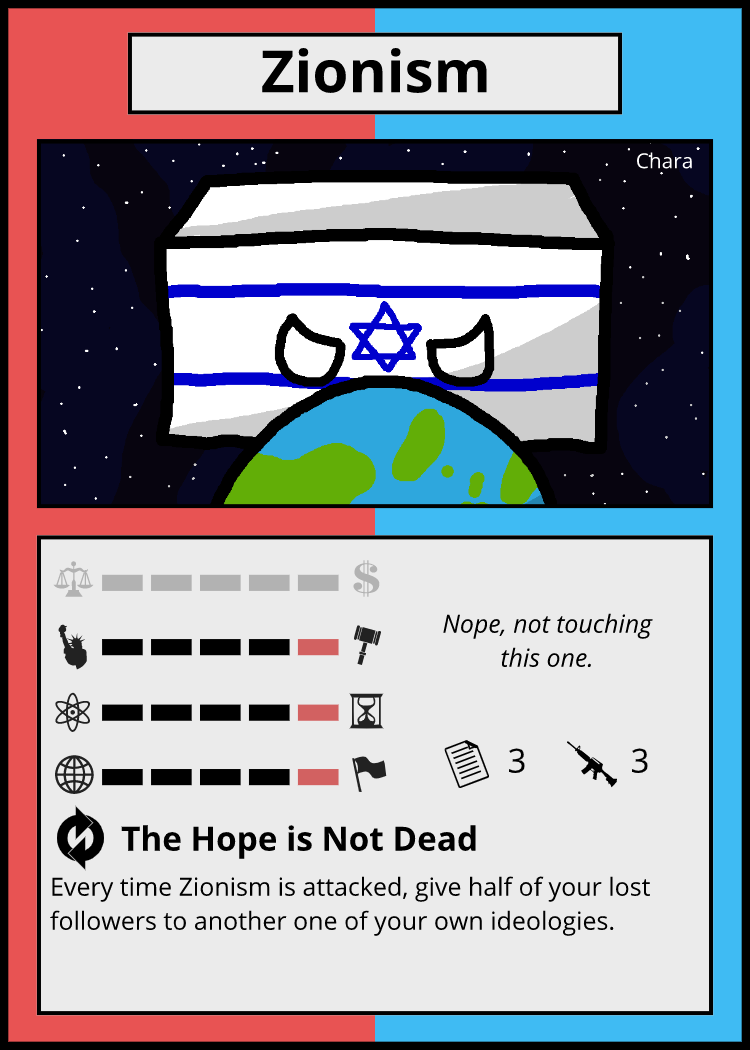 Zionism
Chara
$
Nope, not touching
this one.
3
3
The Hope is Not Dead
Every time Zionism is attacked, give half of your lost
followers to another one of your own ideologies.